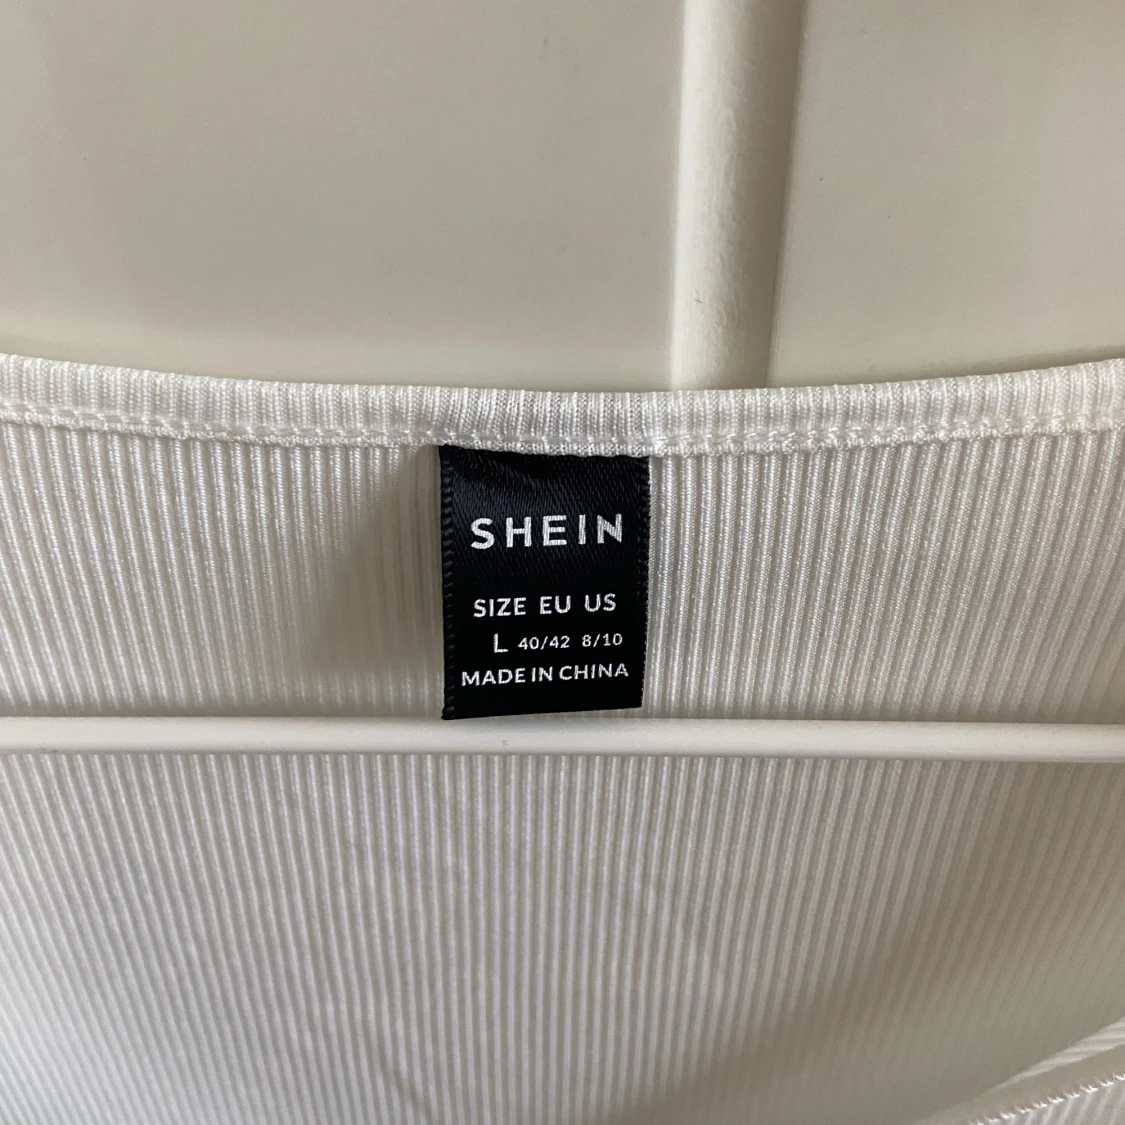 SHEIN
SIZE EU US
L 40/42 8/10
MADE IN CHINA